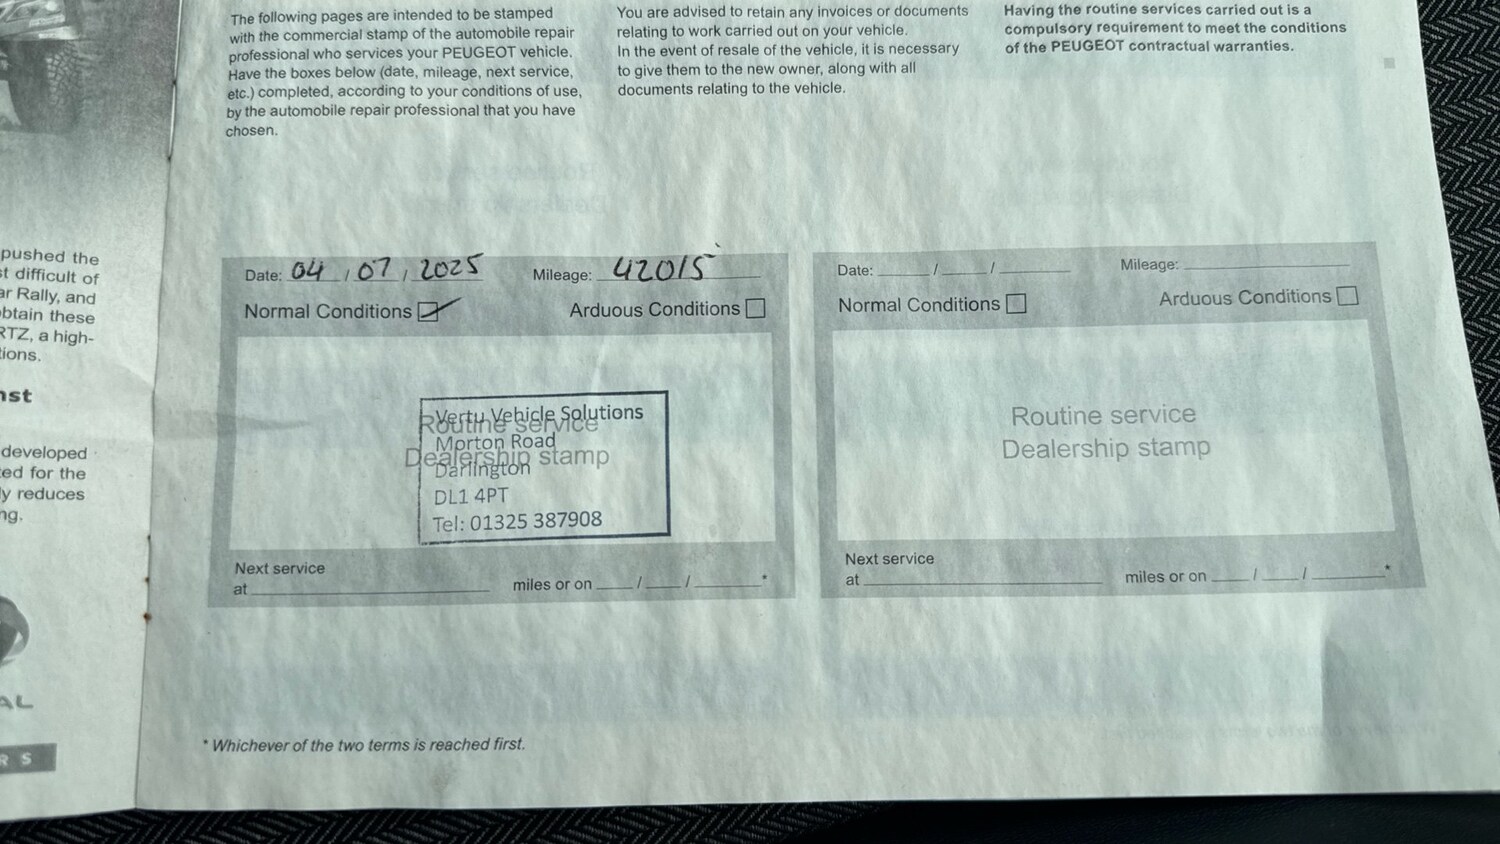 pushed the
st difficult of
ar Rally, and
obtain these
RTZ, a high-
tions.
nst
developed
ed for the
ly reduces
ng.
AL
R S
The following pages are intended to be stamped
with the commercial stamp of the automobile repair
professional who services your PEUGEOT vehicle.
Have the boxes below (date, mileage, next service,
etc.) completed, according to your conditions of use,
by the automobile repair professional that you have
chosen.
You are advised to retain any invoices or documents
relating to work carried out on your vehicle.
In the event of resale of the vehicle, it is necessary
to give them to the new owner, along with all
documents relating to the vehicle.
Having the routine services carried out is a
compulsory requirement to meet the conditions
of the PEUGEOT contractual warranties.
Date: 04 / 07 / 2025 Mileage: 42015
Normal Conditions Arduous Conditions
Routine service
Dealership stamp
Vertu Vehicle Solutions
Morton Road
Darlington
DL1 4PT
Tel: 01325 387908
Next service
at miles or on / / *
Date: / / Mileage:
Normal Conditions Arduous Conditions
Routine service
Dealership stamp
Next service
at miles or on / / *
* Whichever of the two terms is reached first.